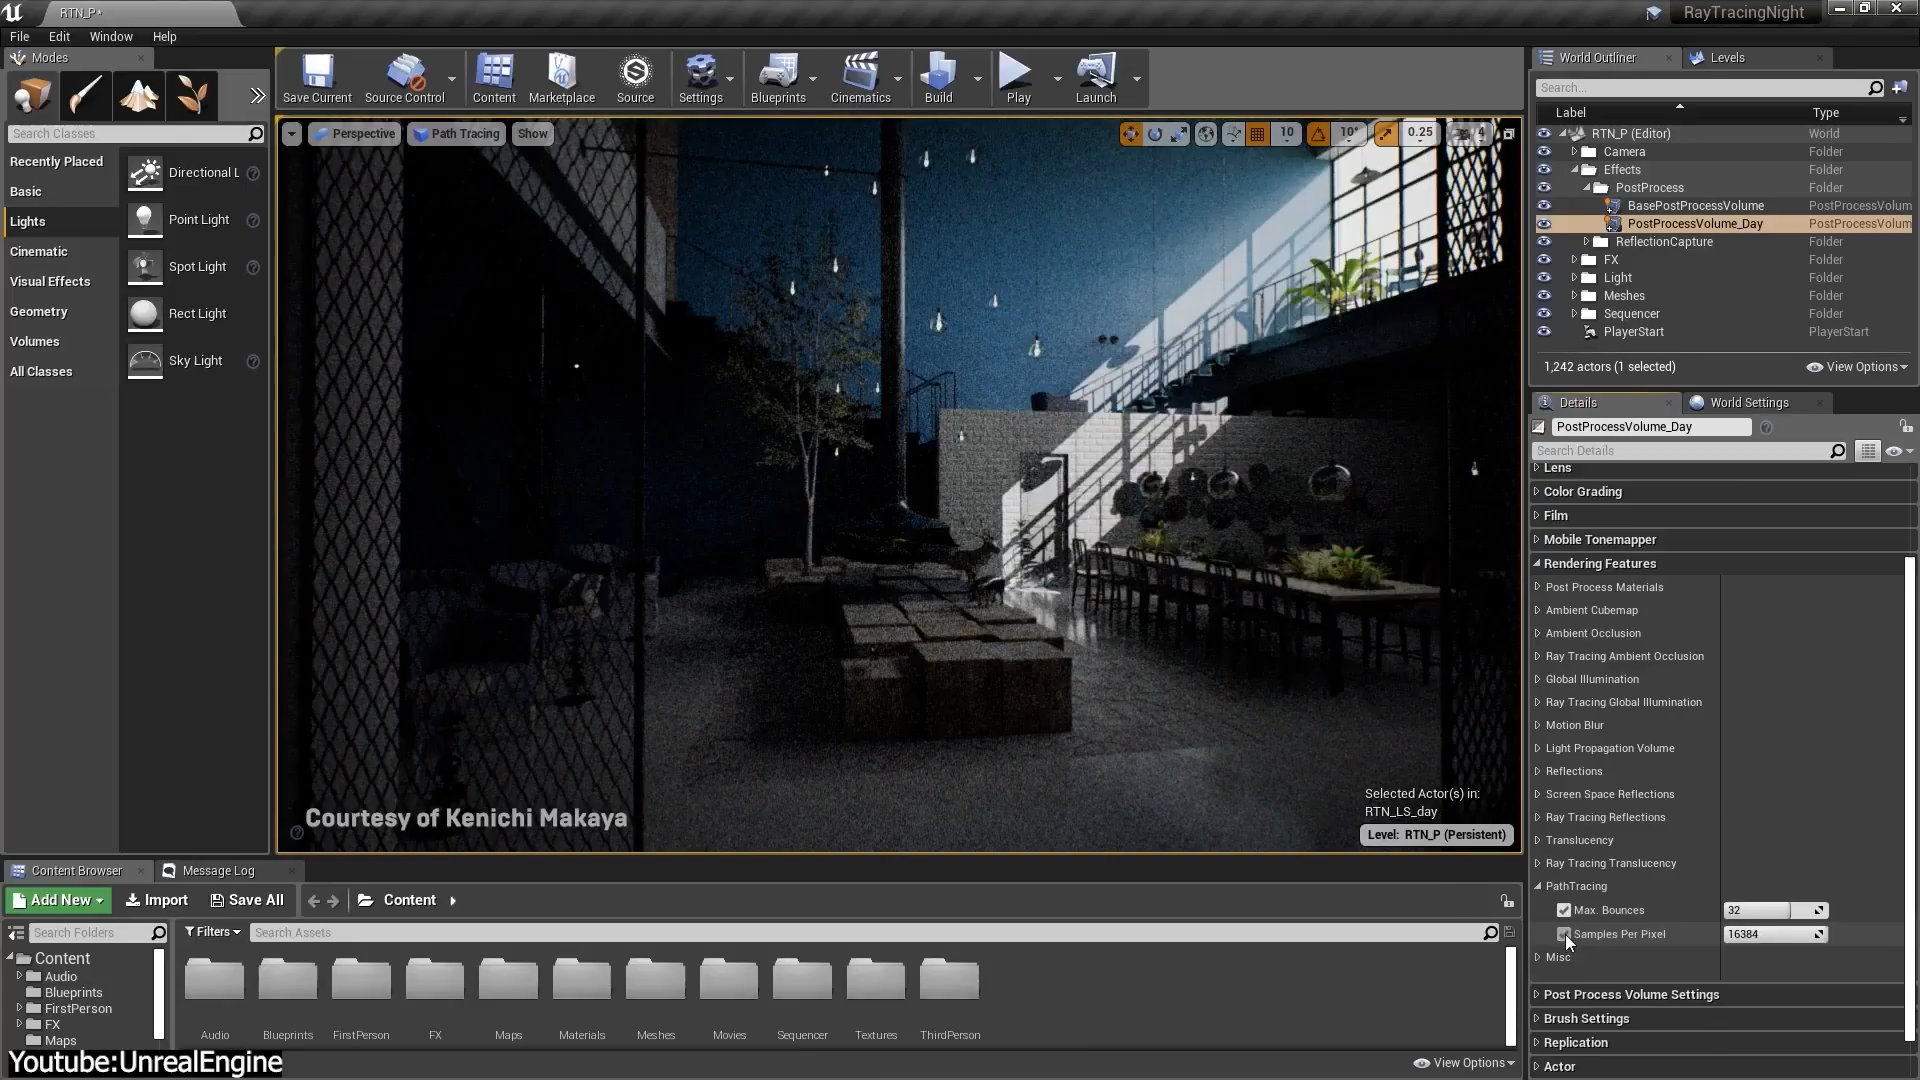 RTN_P*
RayTracingNight
File Edit Window Help
Modes
Search Classes
Recently Placed
Basic
Lights
Cinematic
Visual Effects
Geometry
Volumes
All Classes
Directional L
Point Light
Spot Light
Rect Light
Sky Light
Save Current Source Control Content Marketplace Source Settings Blueprints Cinematics Build Play Launch
Perspective Path Tracing Show
10 10° 0.25 4
Courtesy of Kenichi Makaya
Selected Actor(s) in:
RTN_LS_day
Level: RTN_P (Persistent)
World Outliner Levels
Search...
Label Type
RTN_P (Editor) World
Camera Folder
Effects Folder
PostProcess Folder
BasePostProcessVolume PostProcessVolum
PostProcessVolume_Day PostProcessVolum
ReflectionCapture Folder
FX Folder
Light Folder
Meshes Folder
Sequencer Folder
PlayerStart PlayerStart
1,242 actors (1 selected) View Options
Details World Settings
PostProcessVolume_Day
Search Details
Lens
Color Grading
Film
Mobile Tonemapper
Rendering Features
Post Process Materials
Ambient Cubemap
Ambient Occlusion
Ray Tracing Ambient Occlusion
Global Illumination
Ray Tracing Global Illumination
Motion Blur
Light Propagation Volume
Reflections
Screen Space Reflections
Ray Tracing Reflections
Translucency
Ray Tracing Translucency
PathTracing
Max. Bounces 32
Samples Per Pixel 16384
Misc
Post Process Volume Settings
Brush Settings
Replication
Actor
Content Browser Message Log
Add New Import Save All Content
Search Folders
Filters Search Assets
Content
Audio
Blueprints
FirstPerson
FX
Maps
Audio Blueprints FirstPerson FX Maps Materials Meshes Movies Sequencer Textures ThirdPerson
View Options
Youtube:UnrealEngine